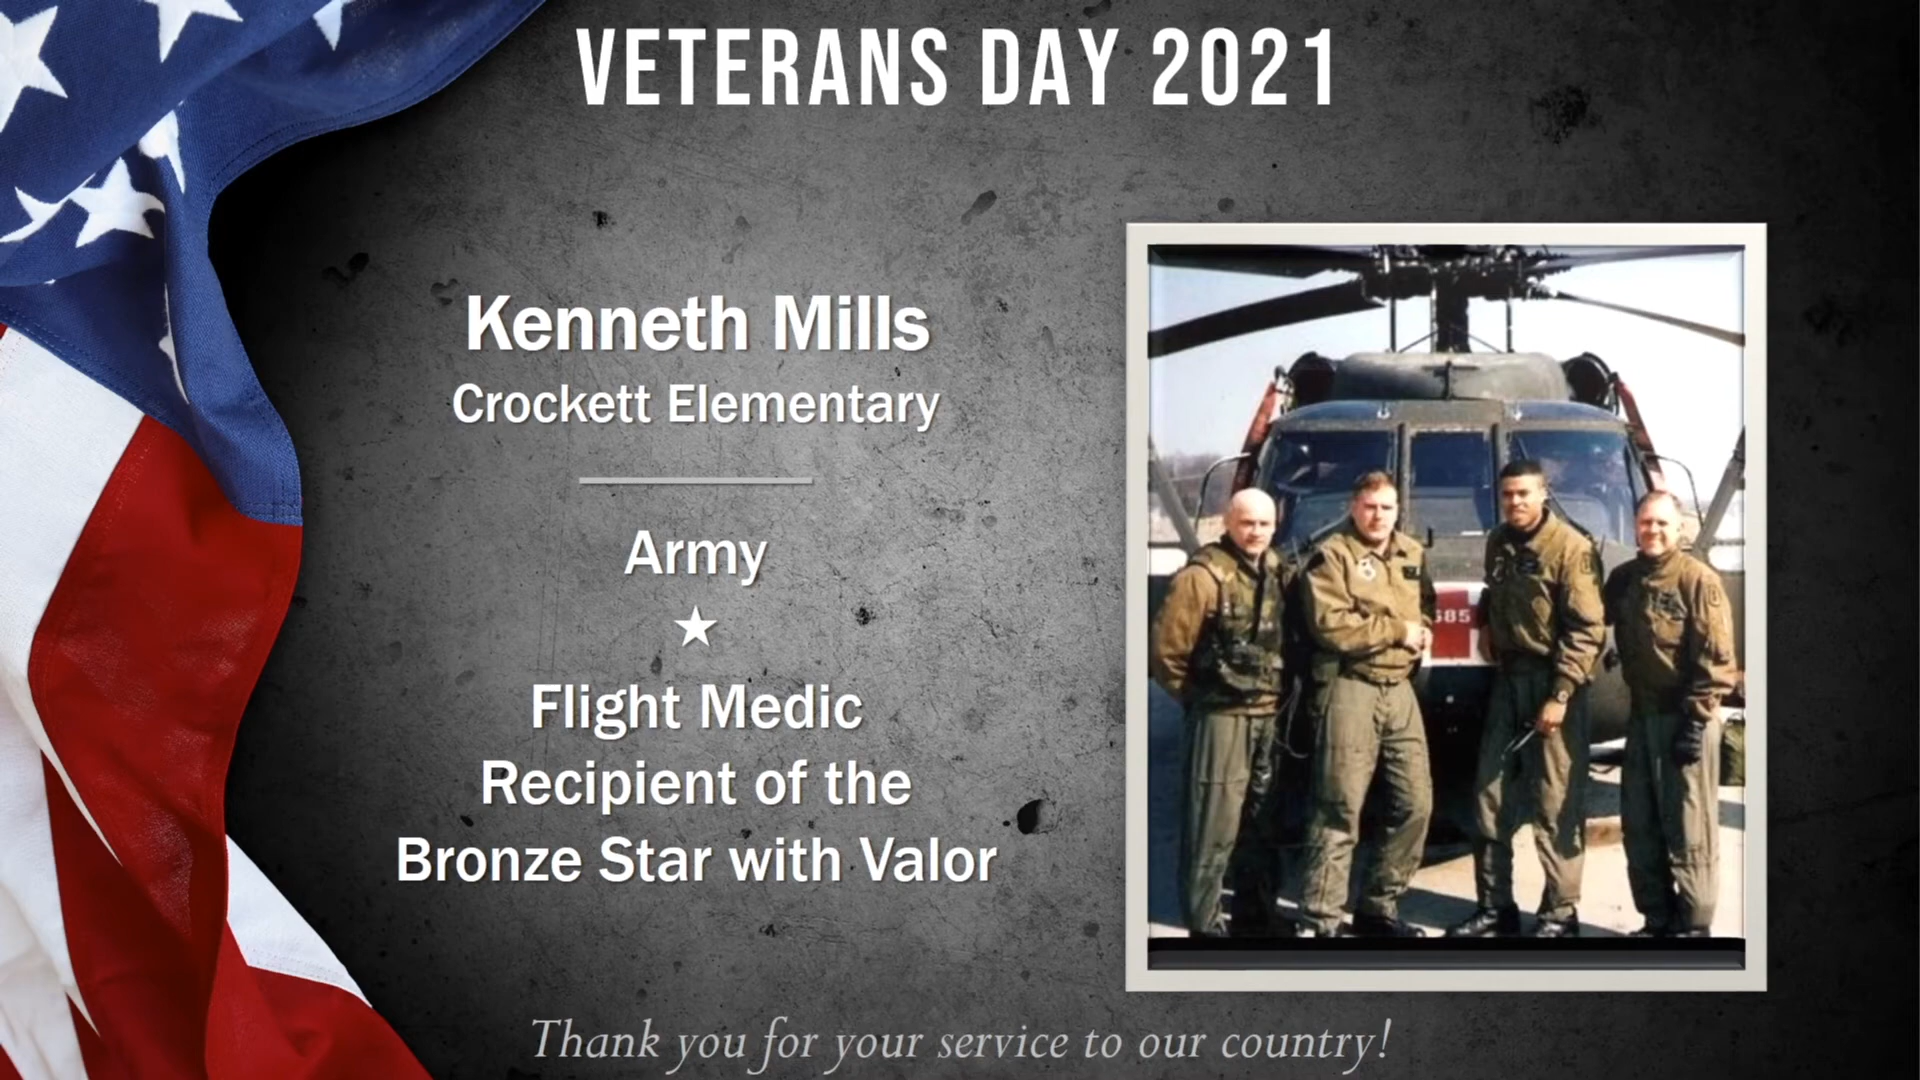 VETERANS DAY 2021
Kenneth Mills
Crockett Elementary
Army
Flight Medic
Recipient of the
Bronze Star with Valor
685
Thank you for your service to our country!